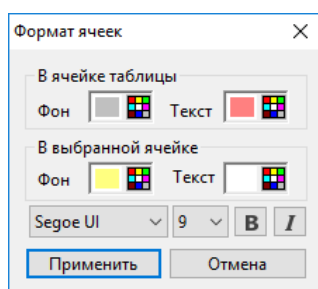 Формат ячеек
В ячейке таблицы
Фон Текст
В выбранной ячейке
Фон Текст
Segoe UI 9 B I
Применить Отмена